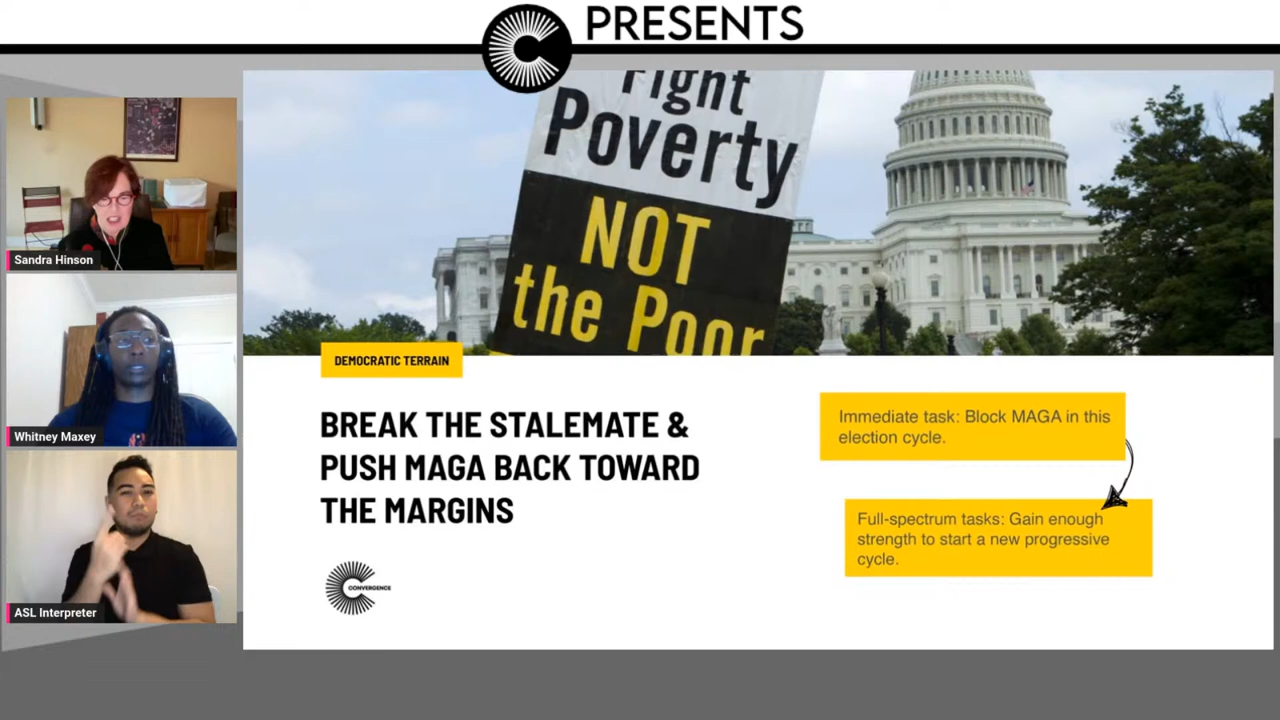 PRESENTS
Sandra Hinson
Whitney Maxey
ASL Interpreter
Fight
Poverty
NOT
the Poor
DEMOCRATIC TERRAIN
BREAK THE STALEMATE &
PUSH MAGA BACK TOWARD
THE MARGINS
CONVERGENCE
Immediate task: Block MAGA in this
election cycle.
Full-spectrum tasks: Gain enough
strength to start a new progressive
cycle.